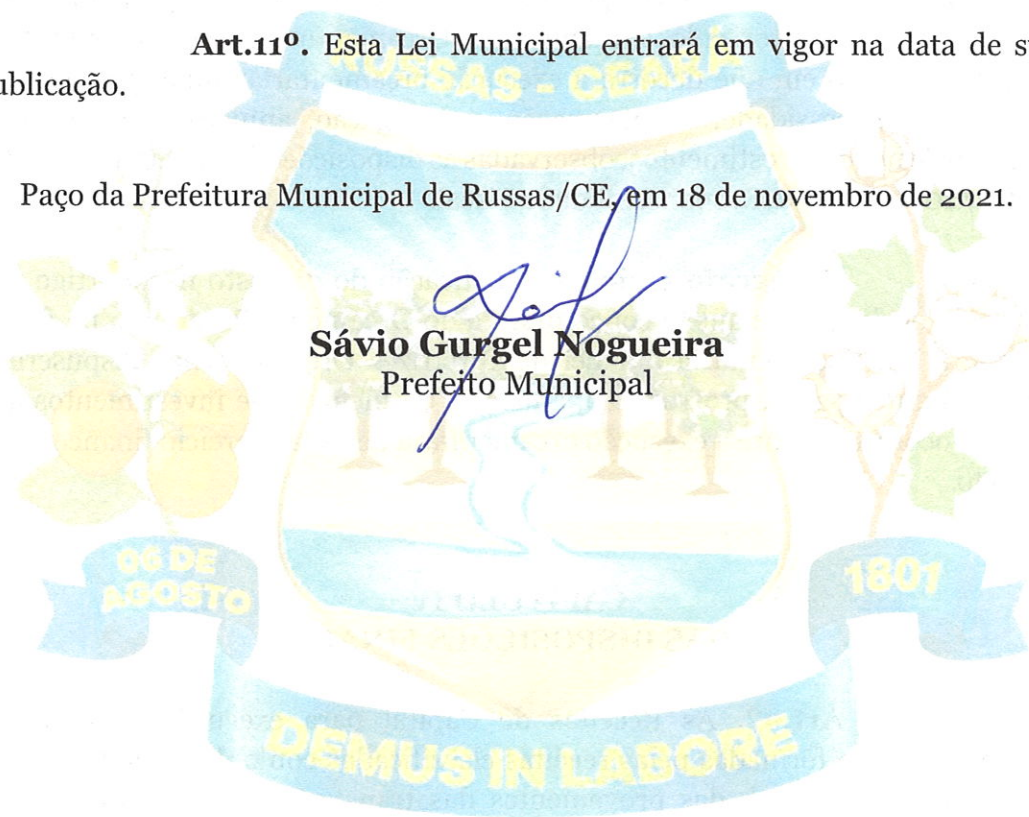 Art.11º. Esta Lei Municipal entrará em vigor na data de s
ublicação.
RUSSAS - CEARÁ
Paço da Prefeitura Municipal de Russas/CE, em 18 de novembro de 2021.
Sávio Gurgel Nogueira
Prefeito Municipal
06 DE
AGOSTO
1801
DEMUS IN LABORE